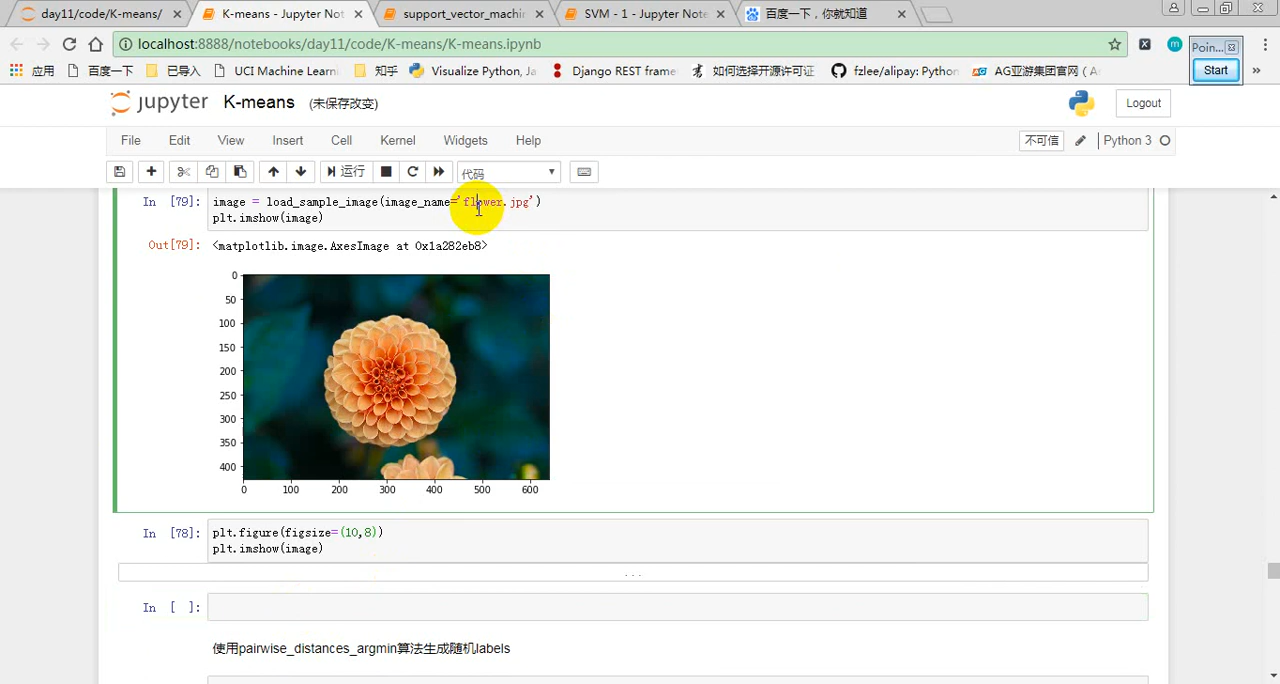 day11/code/K-means/
K-means - Jupyter Not
support_vector_machin
SVM - 1 - Jupyter Note
百度一下，你就知道
localhost:8888/notebooks/day11/code/K-means/K-means.ipynb
Poin...
Start
应用
百度一下
已导入
UCI Machine Learni
知乎
Visualize Python, Ja
Django REST frame
如何选择开源许可证
fzlee/alipay: Python
AG亚游集团官网（A
»
jupyter K-means (未保存改变)
Logout
File Edit View Insert Cell Kernel Widgets Help
不可信
Python 3
运行
代码
In [79]: image = load_sample_image(image_name='flower.jpg')
plt.imshow(image)
Out[79]: <matplotlib.image.AxesImage at 0x1a282eb8>
0
50
100
150
200
250
300
350
400
0 100 200 300 400 500 600
In [78]: plt.figure(figsize=(10,8))
plt.imshow(image)
...
In [ ]:
使用pairwise_distances_argmin算法生成随机labels